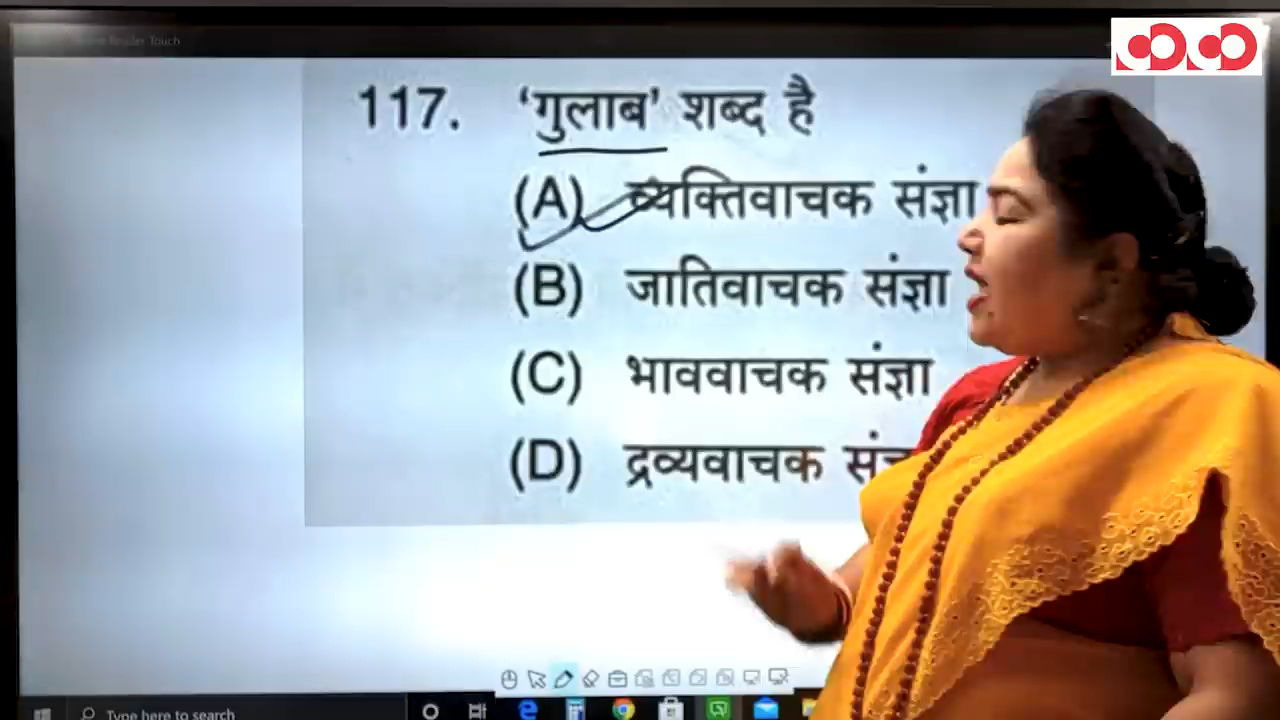 117. 'गुलाब' शब्द है
(A) व्यक्तिवाचक संज्ञा
(B) जातिवाचक संज्ञा
(C) भाववाचक संज्ञा
(D) द्रव्यवाचक
Type here to search